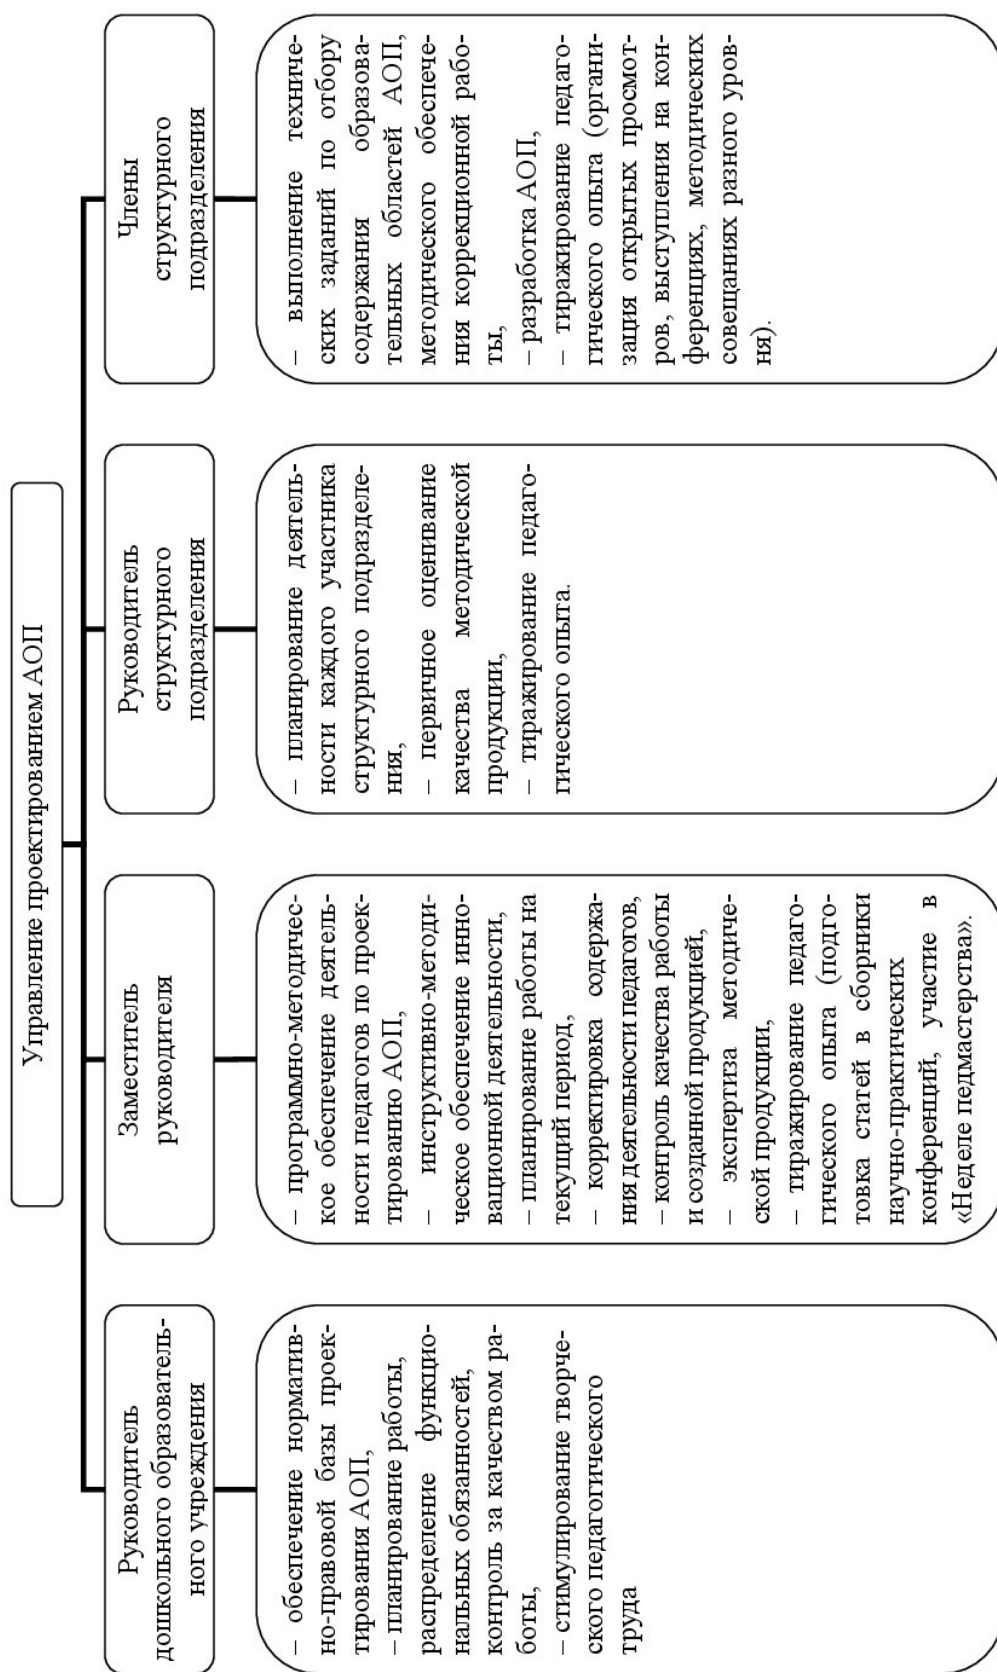 Управление проектированием АОП
Руководитель
дошкольного образователь-
ного учреждения
– обеспечение норматив-
но-правовой базы проек-
тирования АОП,
– планирование работы,
распределение функцио-
нальных обязанностей,
контроль за качеством ра-
боты,
– стимулирование творче-
ского педагогического
труда
Заместитель
руководителя
– программно-методичес-
кое обеспечение деятель-
ности педагогов по проек-
тированию АОП,
– инструктивно-методи-
ческое обеспечение инно-
вационной деятельности,
– планирование работы на
текущий период,
– корректировка содержа-
ния деятельности педагогов,
– контроль качества работы
и созданной продукцией,
– экспертиза методиче-
ской продукции,
– тиражирование педаго-
гического опыта (подго-
товка статей в сборники
научно-практических
конференций, участие в
«Неделе педмастерства».
Руководитель
структурного
подразделения
– планирование деятель-
ности каждого участника
структурного подразделе-
ния,
– первичное оценивание
качества методической
продукции,
– тиражирование педаго-
гического опыта.
Члены
структурного
подразделения
– выполнение техниче-
ских заданий по отбору
содержания образова-
тельных областей АОП,
методического обеспече-
ния коррекционной рабо-
ты,
– разработка АОП,
– тиражирование педаго-
гического опыта (органи-
зация открытых просмот-
ров, выступления на кон-
ференциях, методических
совещаниях разного уров-
ня).